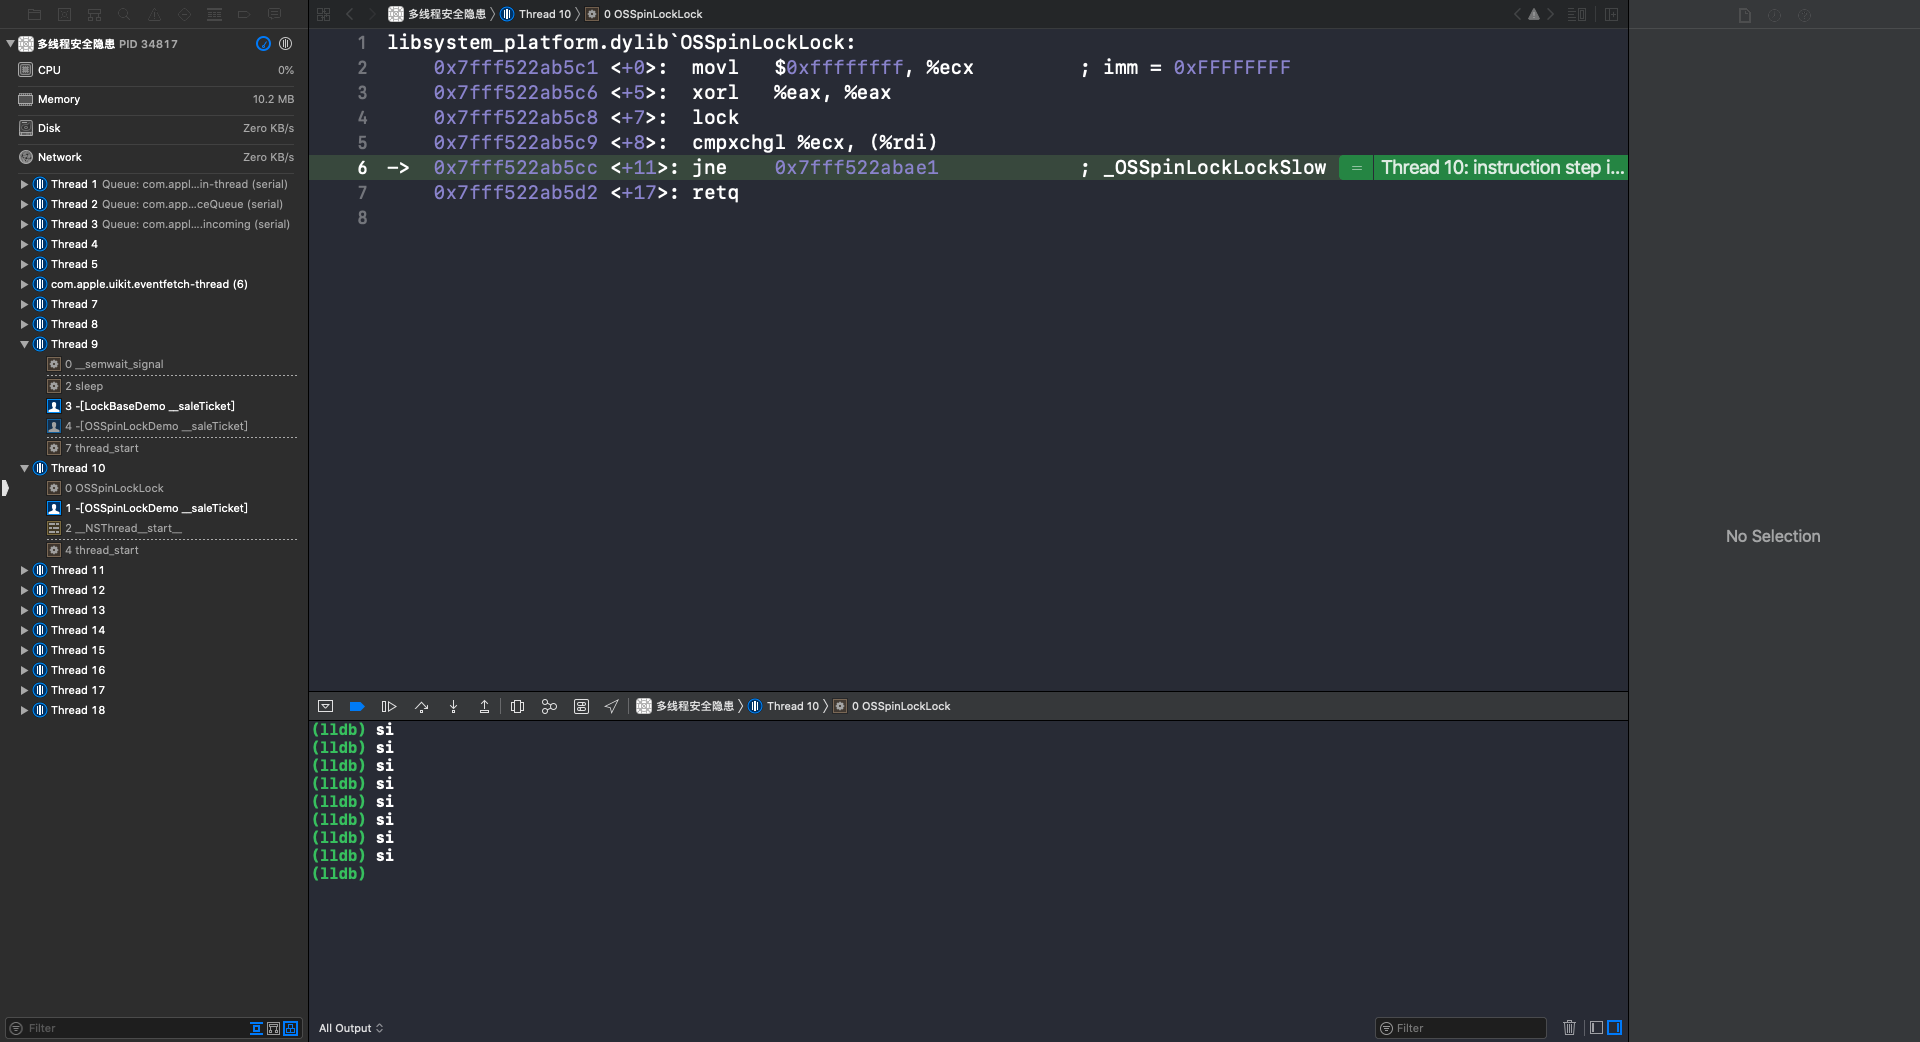 多线程安全隐患 PID 34817
CPU 0%
Memory 10.2 MB
Disk Zero KB/s
Network Zero KB/s
Thread 1 Queue: com.appl...in-thread (serial)
Thread 2 Queue: com.app...ceQueue (serial)
Thread 3 Queue: com.appl....incoming (serial)
Thread 4
Thread 5
com.apple.uikit.eventfetch-thread (6)
Thread 7
Thread 8
Thread 9
0 __semwait_signal
2 sleep
3 -[LockBaseDemo __saleTicket]
4 -[OSSpinLockDemo __saleTicket]
7 thread_start
Thread 10
0 OSSpinLockLock
1 -[OSSpinLockDemo __saleTicket]
2 __NSThread__start__
4 thread_start
Thread 11
Thread 12
Thread 13
Thread 14
Thread 15
Thread 16
Thread 17
Thread 18
Filter
多线程安全隐患 〉 Thread 10 〉 0 OSSpinLockLock
1 libsystem_platform.dylib`OSSpinLockLock:
2 0x7fff522ab5c1 <+0>: movl $0xffffffff, %ecx ; imm = 0xFFFFFFFF
3 0x7fff522ab5c6 <+5>: xorl %eax, %eax
4 0x7fff522ab5c8 <+7>: lock
5 0x7fff522ab5c9 <+8>: cmpxchgl %ecx, (%rdi)
6 -> 0x7fff522ab5cc <+11>: jne 0x7fff522abae1 ; _OSSpinLockLockSlow = Thread 10: instruction step i...
7 0x7fff522ab5d2 <+17>: retq
8
多线程安全隐患 〉 Thread 10 〉 0 OSSpinLockLock
(lldb) si
(lldb) si
(lldb) si
(lldb) si
(lldb) si
(lldb) si
(lldb) si
(lldb) si
(lldb)
All Output
Filter
No Selection